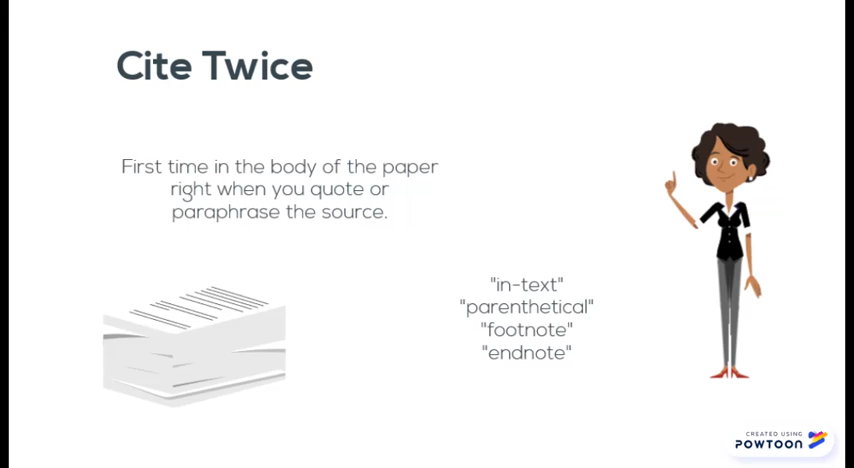 Cite Twice
First time in the body of the paper
right when you quote or
paraphrase the source.
"in-text"
"parenthetical"
"footnote"
"endnote"
CREATED USING
POWTOON